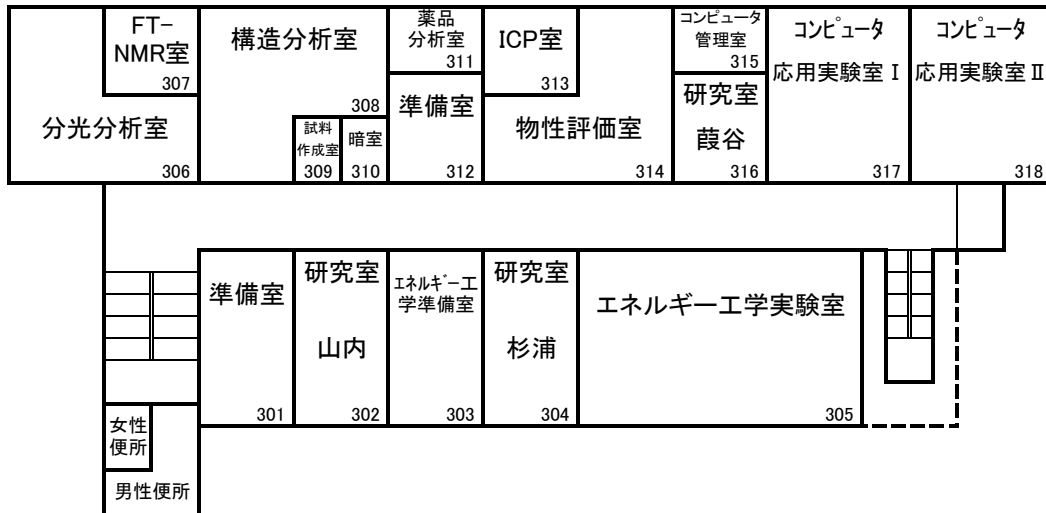 FT-
NMR室
307
分光分析室
306
構造分析室
308
試料
作成室
309
暗室
310
薬品
分析室
311
準備室
312
ICP室
313
物性評価室
314
コンピュータ
管理室
315
研究室
葭谷
316
コンピュータ
応用実験室Ⅰ
317
コンピュータ
応用実験室Ⅱ
318
準備室
301
研究室
山内
302
エネルギー工
学準備室
303
研究室
杉浦
304
エネルギー工学実験室
305
女性
便所
男性便所